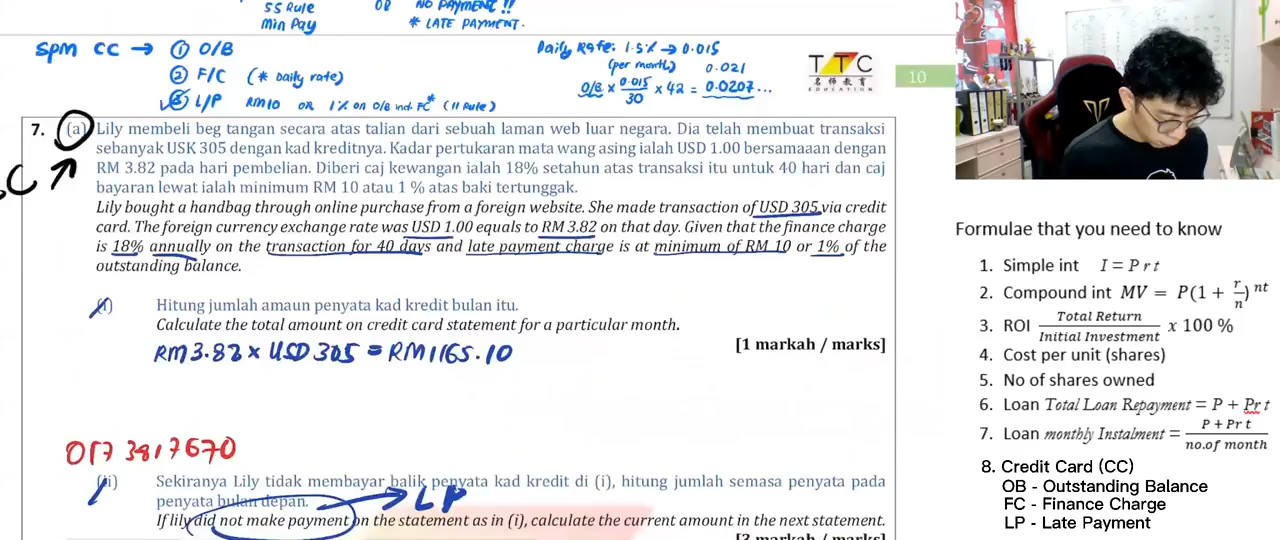 SS Rule OR NO PAYMENT!!
Min Pay * LATE PAYMENT.
SPM CC → ① O/B
② F/C (* Daily rate)
③ L/P RM10 OR 1% on O/B ind. FC* (11 Rule)
Daily Rate: 1.5% → 0.015
(per month) 0.021
O/B × 0.015/30 × 42 = 0.0207...
TTC
名师教育
EDUCATION
10
7. (a) Lily membeli beg tangan secara atas talian dari sebuah laman web luar negara. Dia telah membuat transaksi
sebanyak USK 305 dengan kad kreditnya. Kadar pertukaran mata wang asing ialah USD 1.00 bersamaaan dengan
RM 3.82 pada hari pembelian. Diberi caj kewangan ialah 18% setahun atas transaksi itu untuk 40 hari dan caj
bayaran lewat ialah minimum RM 10 atau 1 % atas baki tertunggak.
Lily bought a handbag through online purchase from a foreign website. She made transaction of USD 305 via credit
card. The foreign currency exchange rate was USD 1.00 equals to RM 3.82 on that day. Given that the finance charge
is 18% annually on the transaction for 40 days and late payment charge is at minimum of RM 10 or 1% of the
outstanding balance.
(i) Hitung jumlah amaun penyata kad kredit bulan itu.
Calculate the total amount on credit card statement for a particular month.
RM3.82 × USD 305 = RM1165.10
[1 markah / marks]
017 3817670
(ii) Sekiranya Lily tidak membayar balik penyata kad kredit di (i), hitung jumlah semasa penyata pada
penyata bulan depan.
LP
If lily did not make payment on the statement as in (i), calculate the current amount in the next statement.
[3 markah / marks]
Formulae that you need to know
1. Simple int I = P r t
2. Compound int MV = P(1 + r/n)^nt
3. ROI Total Return/Initial Investment x 100 %
4. Cost per unit (shares)
5. No of shares owned
6. Loan Total Loan Repayment = P + Pr t
7. Loan monthly Instalment = P + Pr t/no.of month
8. Credit Card (CC)
OB - Outstanding Balance
FC - Finance Charge
LP - Late Payment